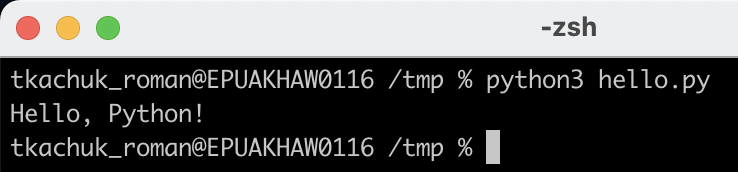 -zsh
tkachuk_roman@EPUAKHAW0116 /tmp % python3 hello.py
Hello, Python!
tkachuk_roman@EPUAKHAW0116 /tmp %